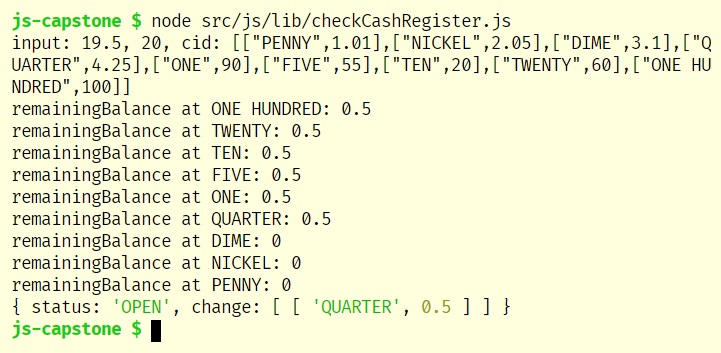 js-capstone $ node src/js/lib/checkCashRegister.js
input: 19.5, 20, cid: [["PENNY",1.01],["NICKEL",2.05],["DIME",3.1],["Q
UARTER",4.25],["ONE",90],["FIVE",55],["TEN",20],["TWENTY",60],["ONE HU
NDRED",100]]
remainingBalance at ONE HUNDRED: 0.5
remainingBalance at TWENTY: 0.5
remainingBalance at TEN: 0.5
remainingBalance at FIVE: 0.5
remainingBalance at ONE: 0.5
remainingBalance at QUARTER: 0.5
remainingBalance at DIME: 0
remainingBalance at NICKEL: 0
remainingBalance at PENNY: 0
{ status: 'OPEN', change: [ [ 'QUARTER', 0.5 ] ] }
js-capstone $